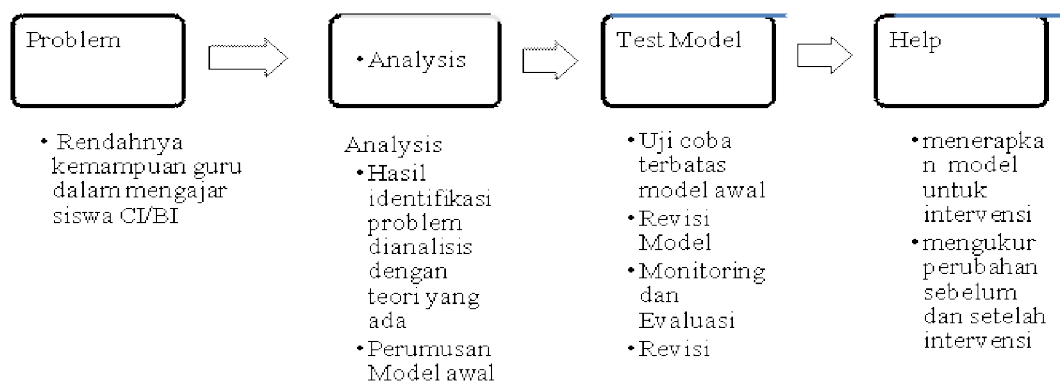 Problem
• Analysis
Test Model
Help
• Rendahnya
kemampuan guru
dalam mengajar
siswa CI/BI
Analysis
• Hasil
identifikasi
problem
dianalisis
dengan
teori yang
ada
• Perumusan
Model awal
• Uji coba
terbatas
model awal
• Revisi
Model
• Monitoring
dan
Evaluasi
• Revisi
• menerapka
n model
untuk
intervensi
• mengukur
perubahan
sebelum
dan setelah
intervensi